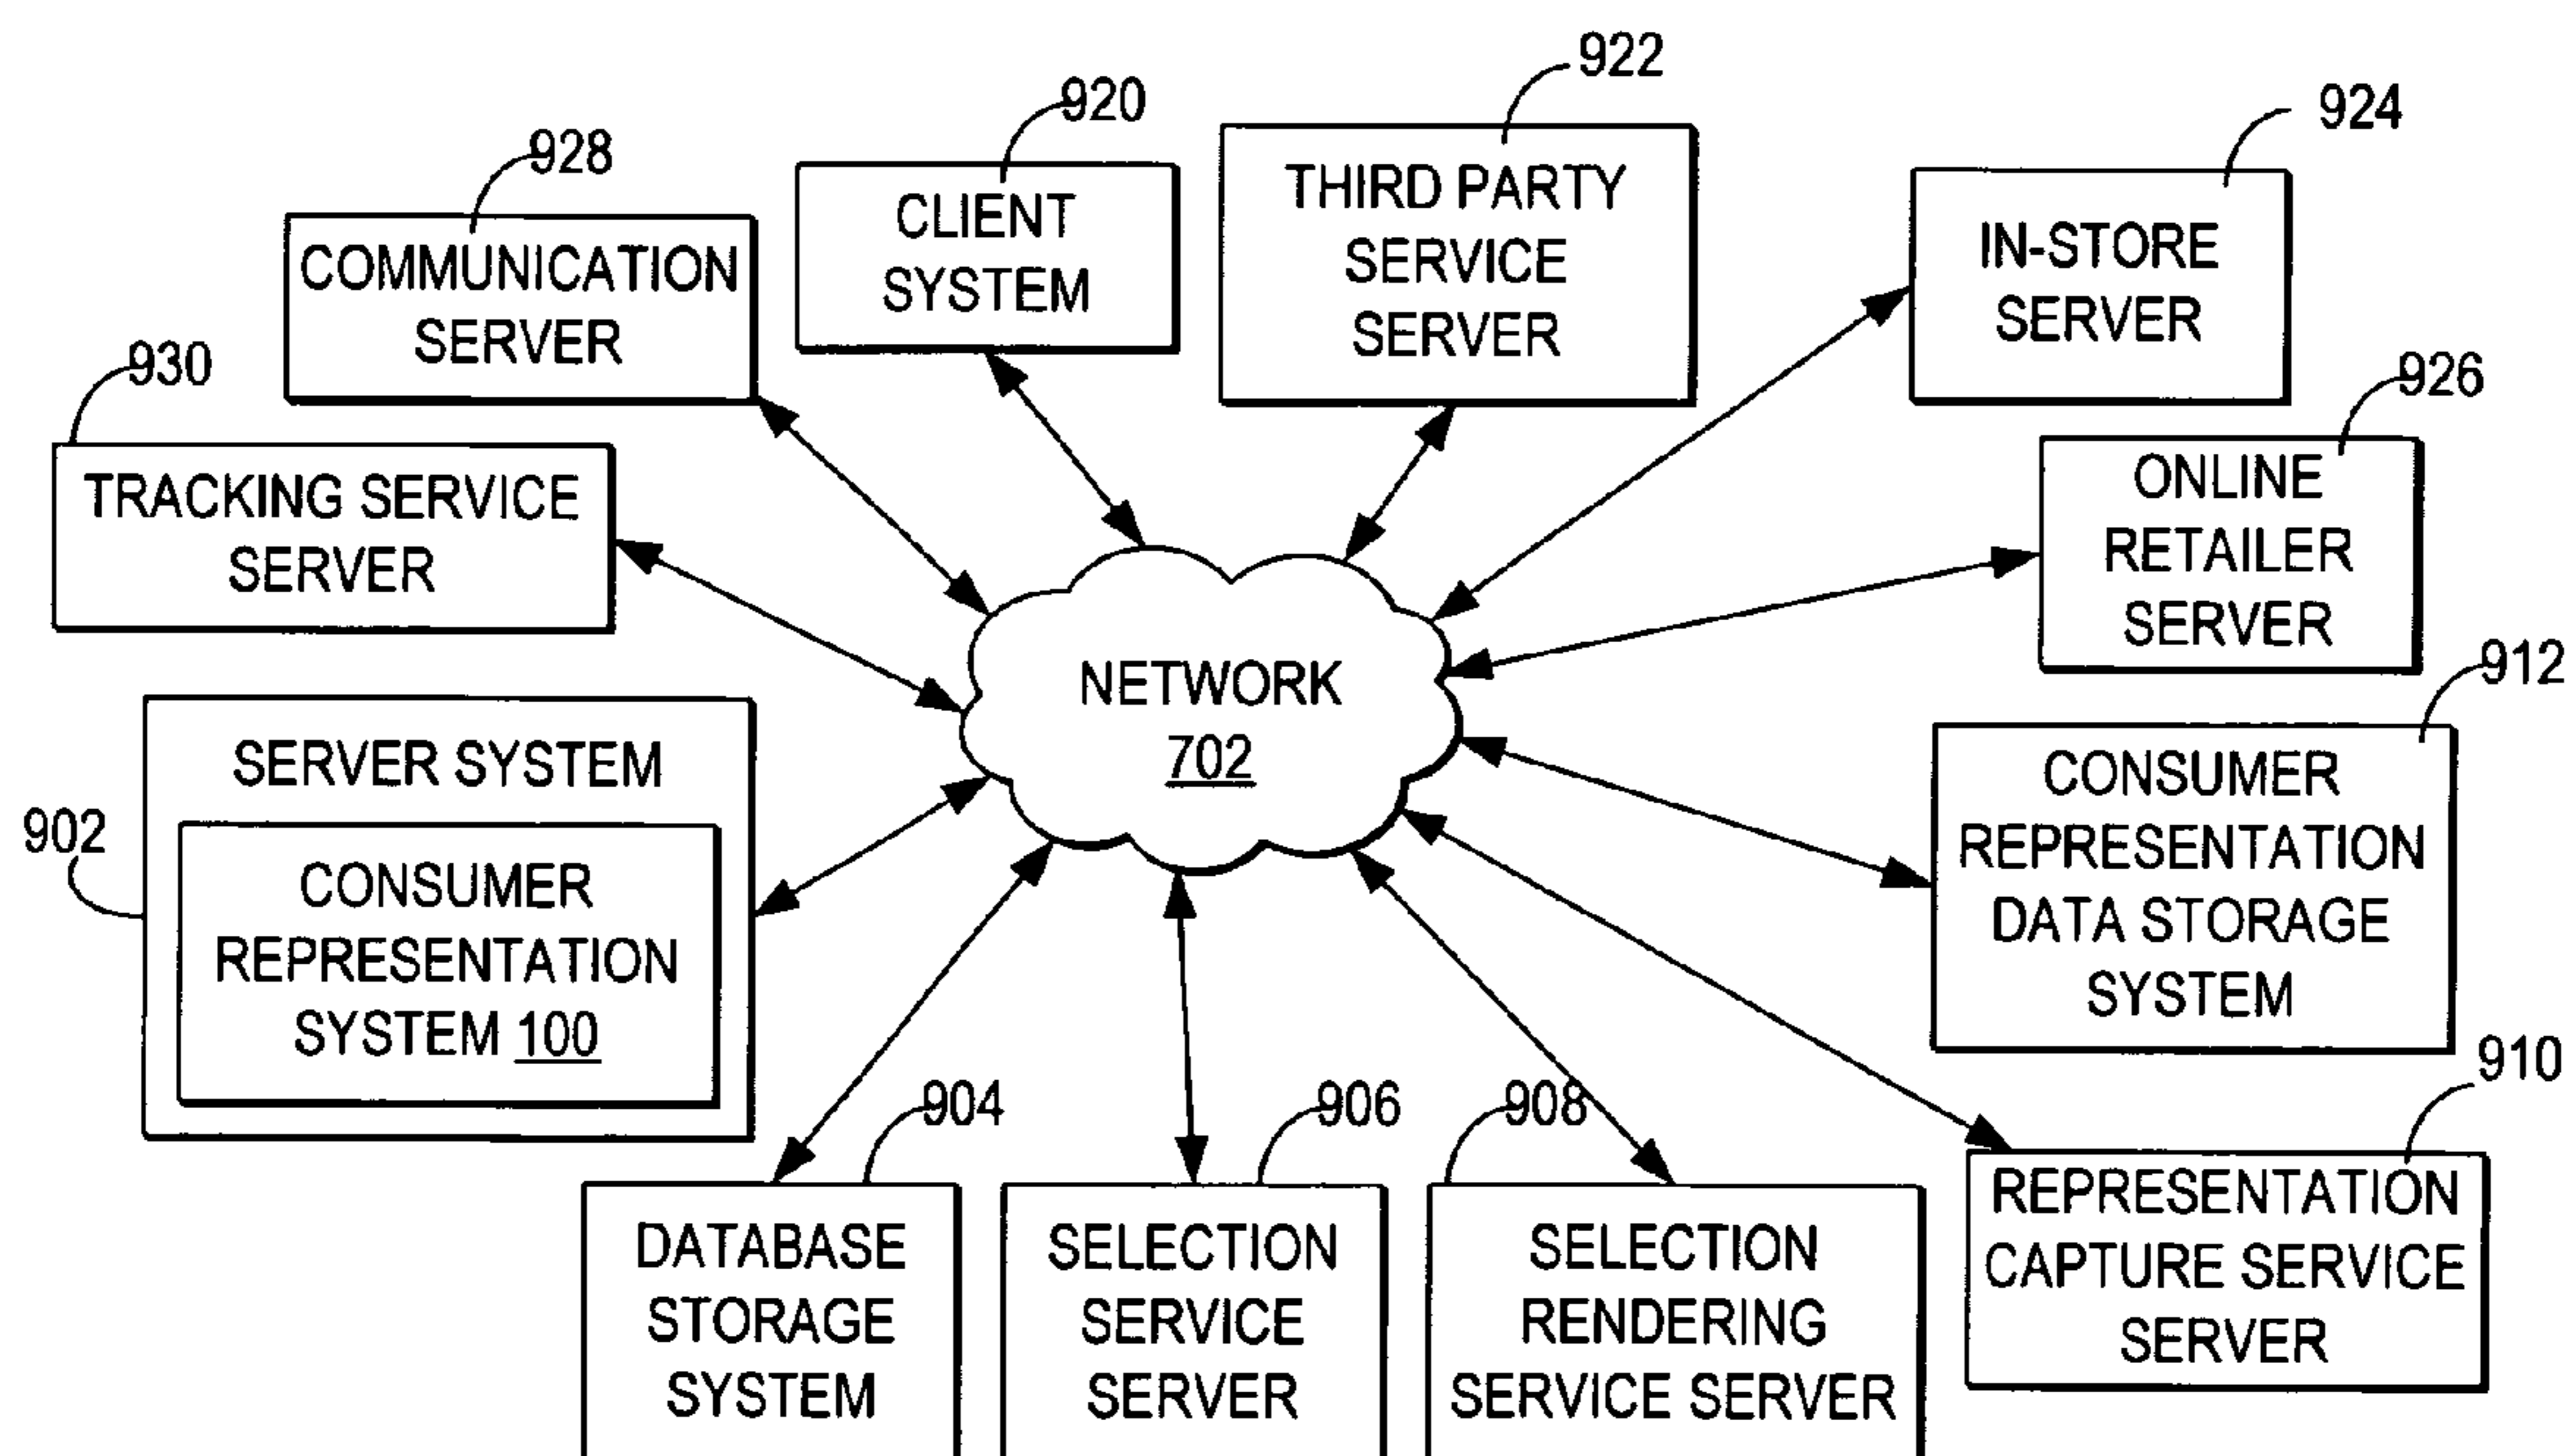 922
920
924
928
THIRD PARTY
SERVICE
SERVER
CLIENT
SYSTEM
IN-STORE
SERVER
COMMUNICATION
SERVER
930
926
TRACKING SERVICE
SERVER
ONLINE
RETAILER
SERVER
NETWORK
702
912
SERVER SYSTEM
902
CONSUMER
REPRESENTATION
SYSTEM 100
CONSUMER
REPRESENTATION
DATA STORAGE
SYSTEM
904
906
908
910
DATABASE
STORAGE
SYSTEM
SELECTION
SERVICE
SERVER
SELECTION
RENDERING
SERVICE SERVER
REPRESENTATION
CAPTURE SERVICE
SERVER